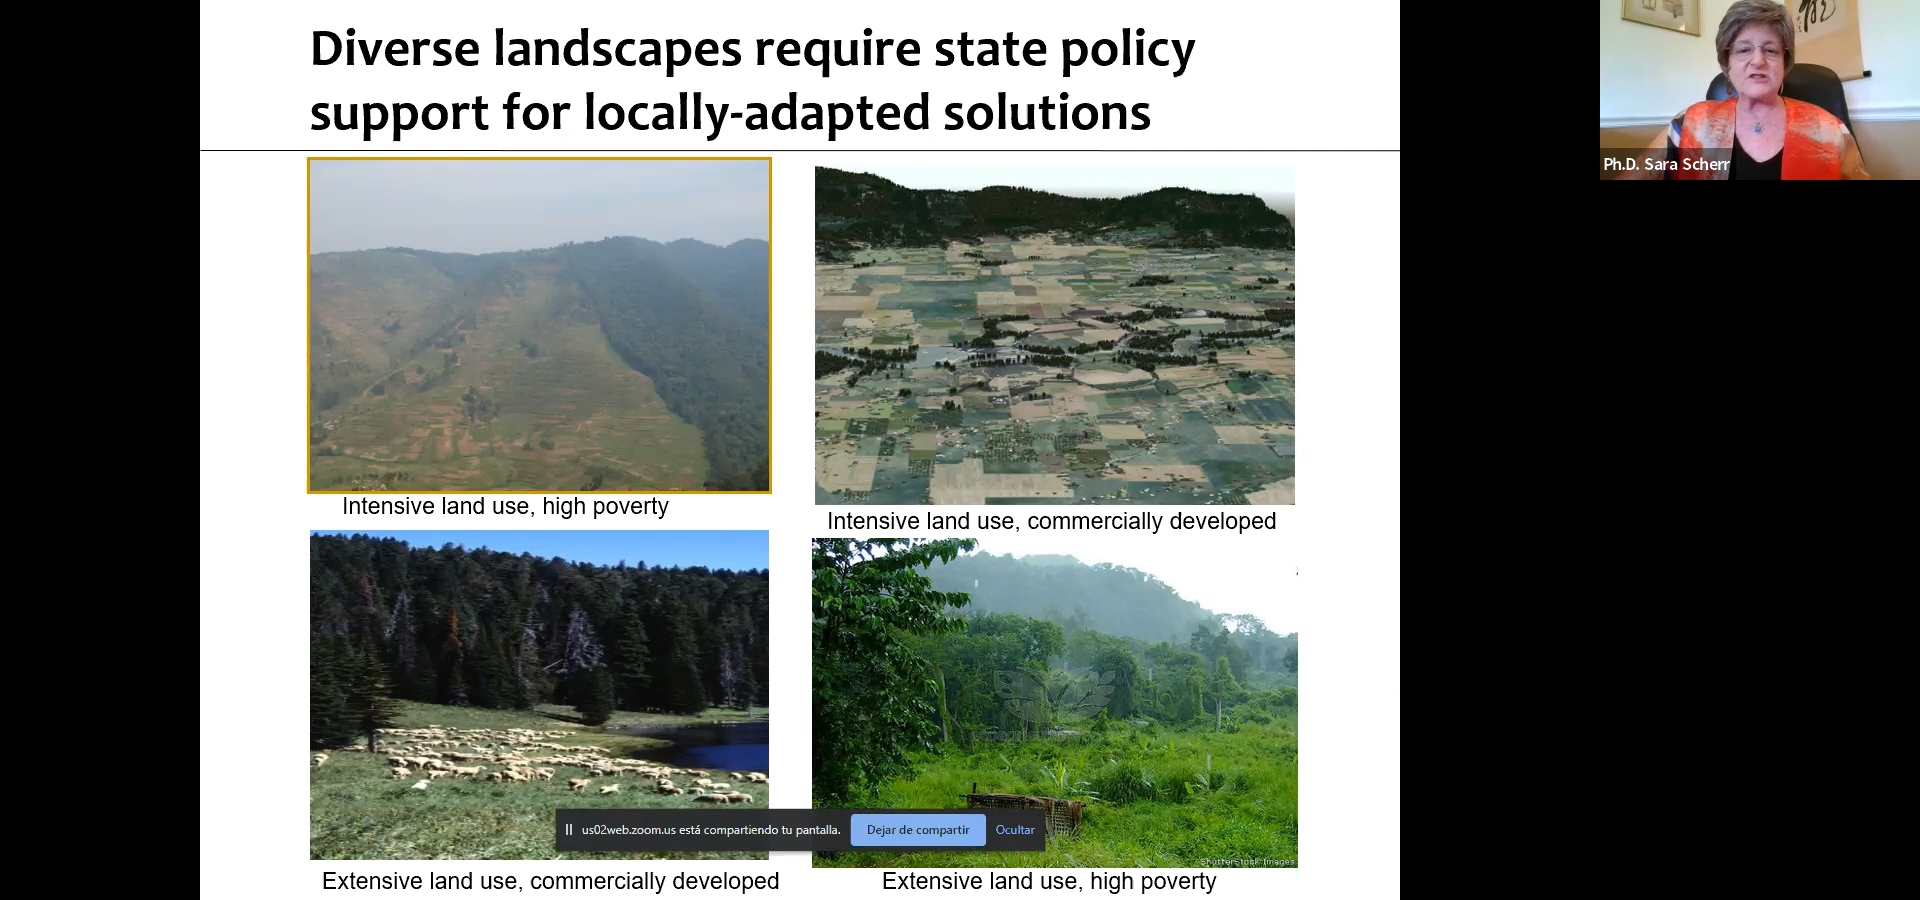 Diverse landscapes require state policy
support for locally-adapted solutions
Ph.D. Sara Scherr
Intensive land use, high poverty
Intensive land use, commercially developed
us02web.zoom.us está compartiendo tu pantalla. Dejar de compartir Ocultar
ShutterStock Images
Extensive land use, commercially developed
Extensive land use, high poverty